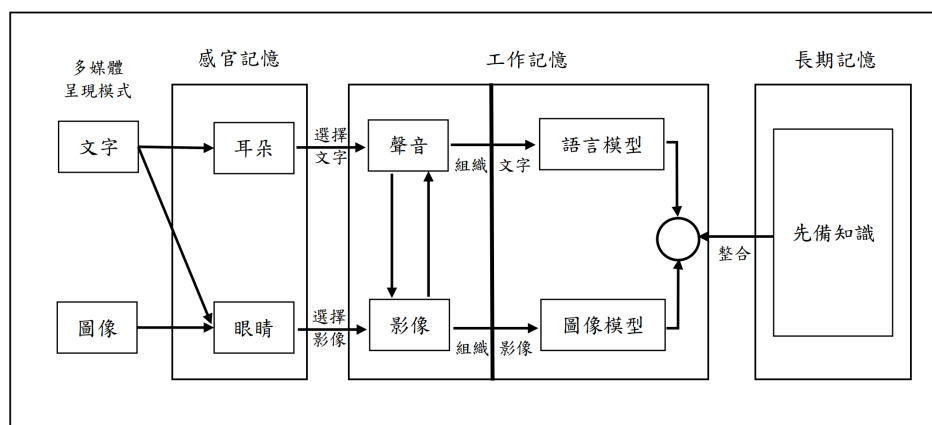 多媒體
呈現模式
感官記憶
工作記憶
長期記憶
文字
耳朵
選擇
文字
聲音
組織
文字
語言模型
整合
先備知識
圖像
眼睛
選擇
影像
影像
組織
影像
圖像模型